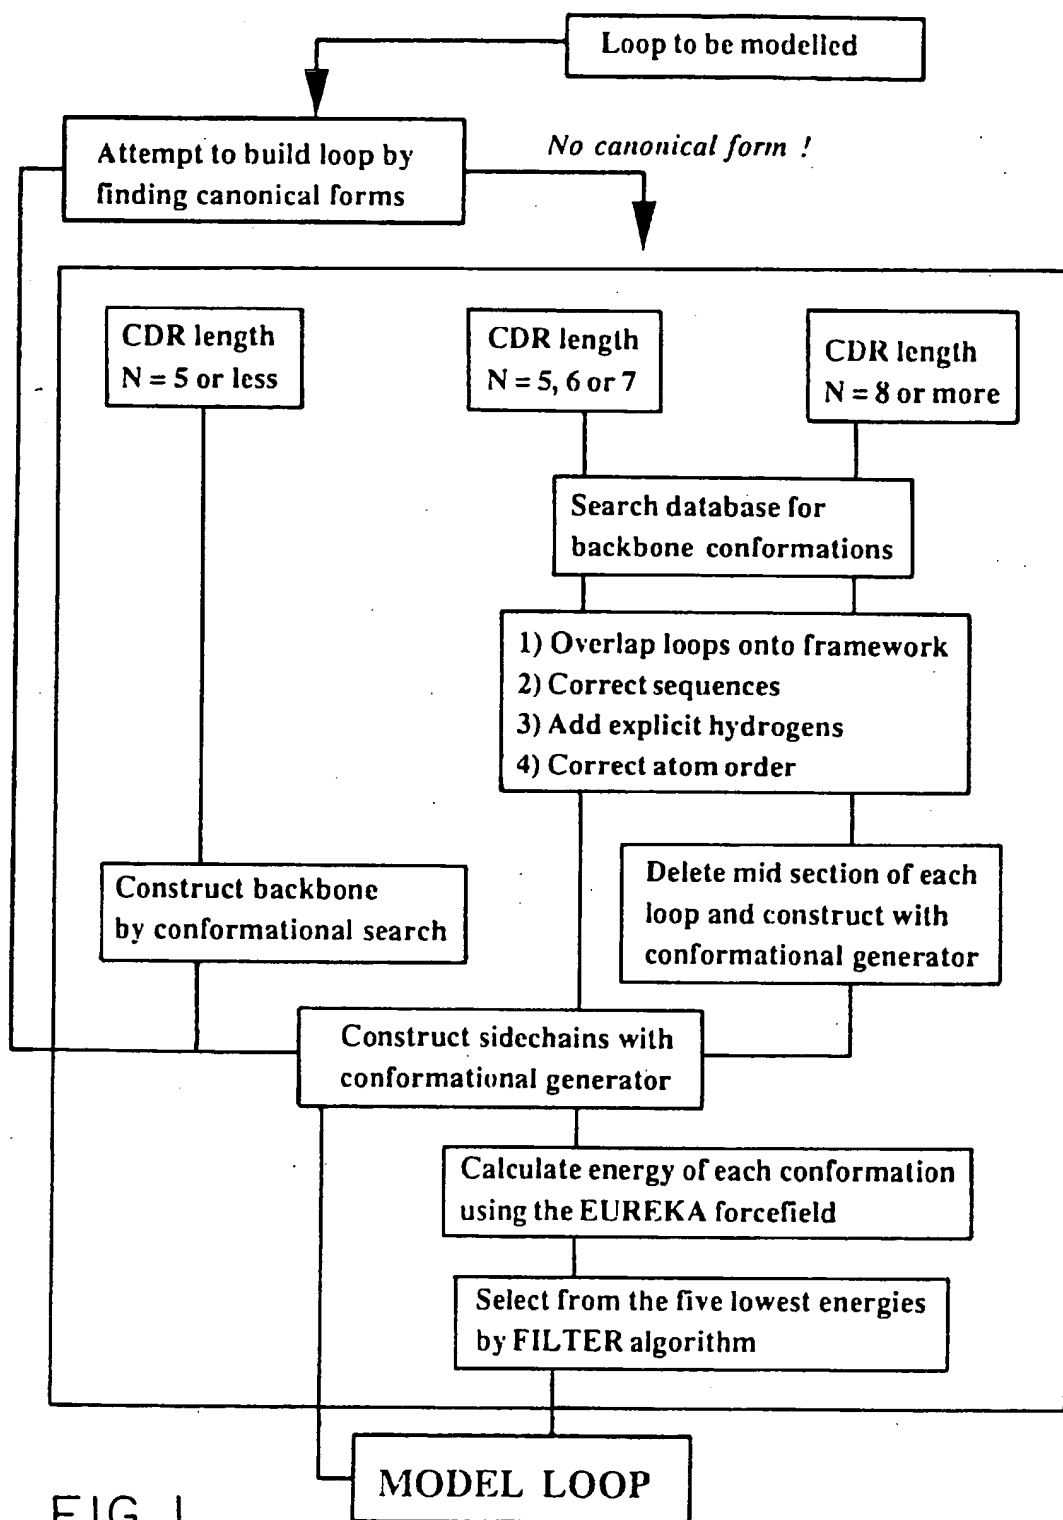 Loop to be modelled
Attempt to build loop by
finding canonical forms
No canonical form !
CDR length
N = 5 or less
CDR length
N = 5, 6 or 7
CDR length
N = 8 or more
Search database for
backbone conformations
1) Overlap loops onto framework
2) Correct sequences
3) Add explicit hydrogens
4) Correct atom order
Construct backbone
by conformational search
Delete mid section of each
loop and construct with
conformational generator
Construct sidechains with
conformational generator
Calculate energy of each conformation
using the EUREKA forcefield
Select from the five lowest energies
by FILTER algorithm
MODEL LOOP
FIG. 1